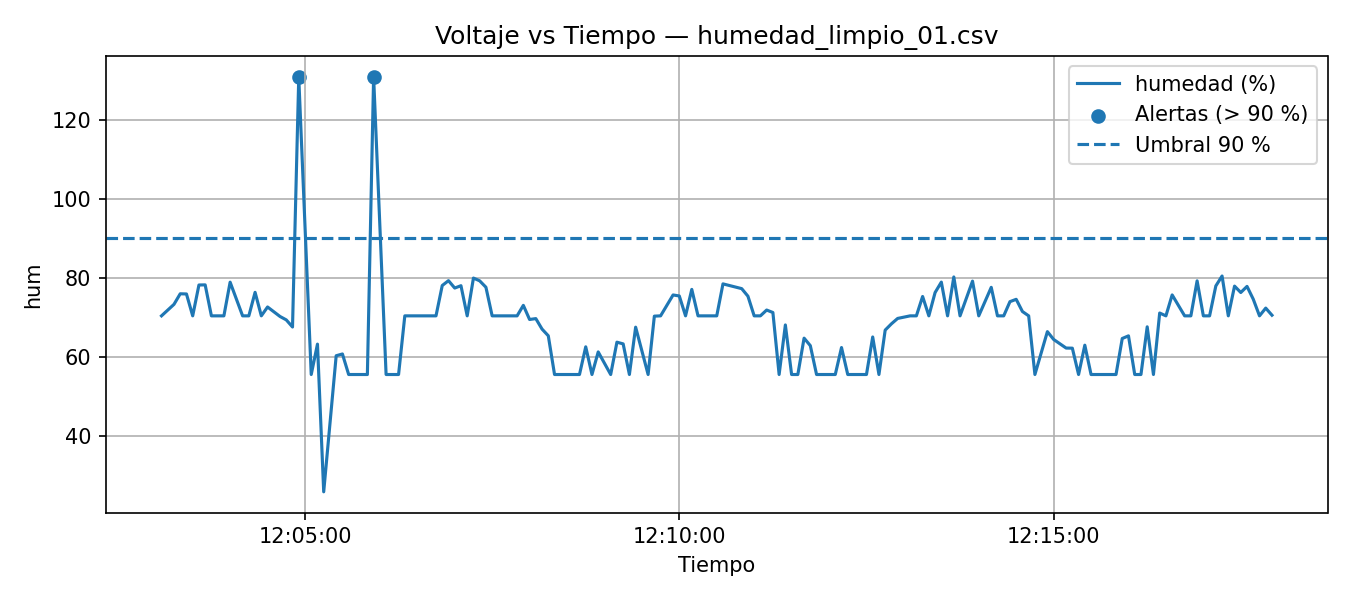 Voltaje vs Tiempo — humedad_limpio_01.csv
humedad (%)
Alertas (> 90 %)
Umbral 90 %
hum
120
100
80
60
40
12:05:00
12:10:00
12:15:00
Tiempo